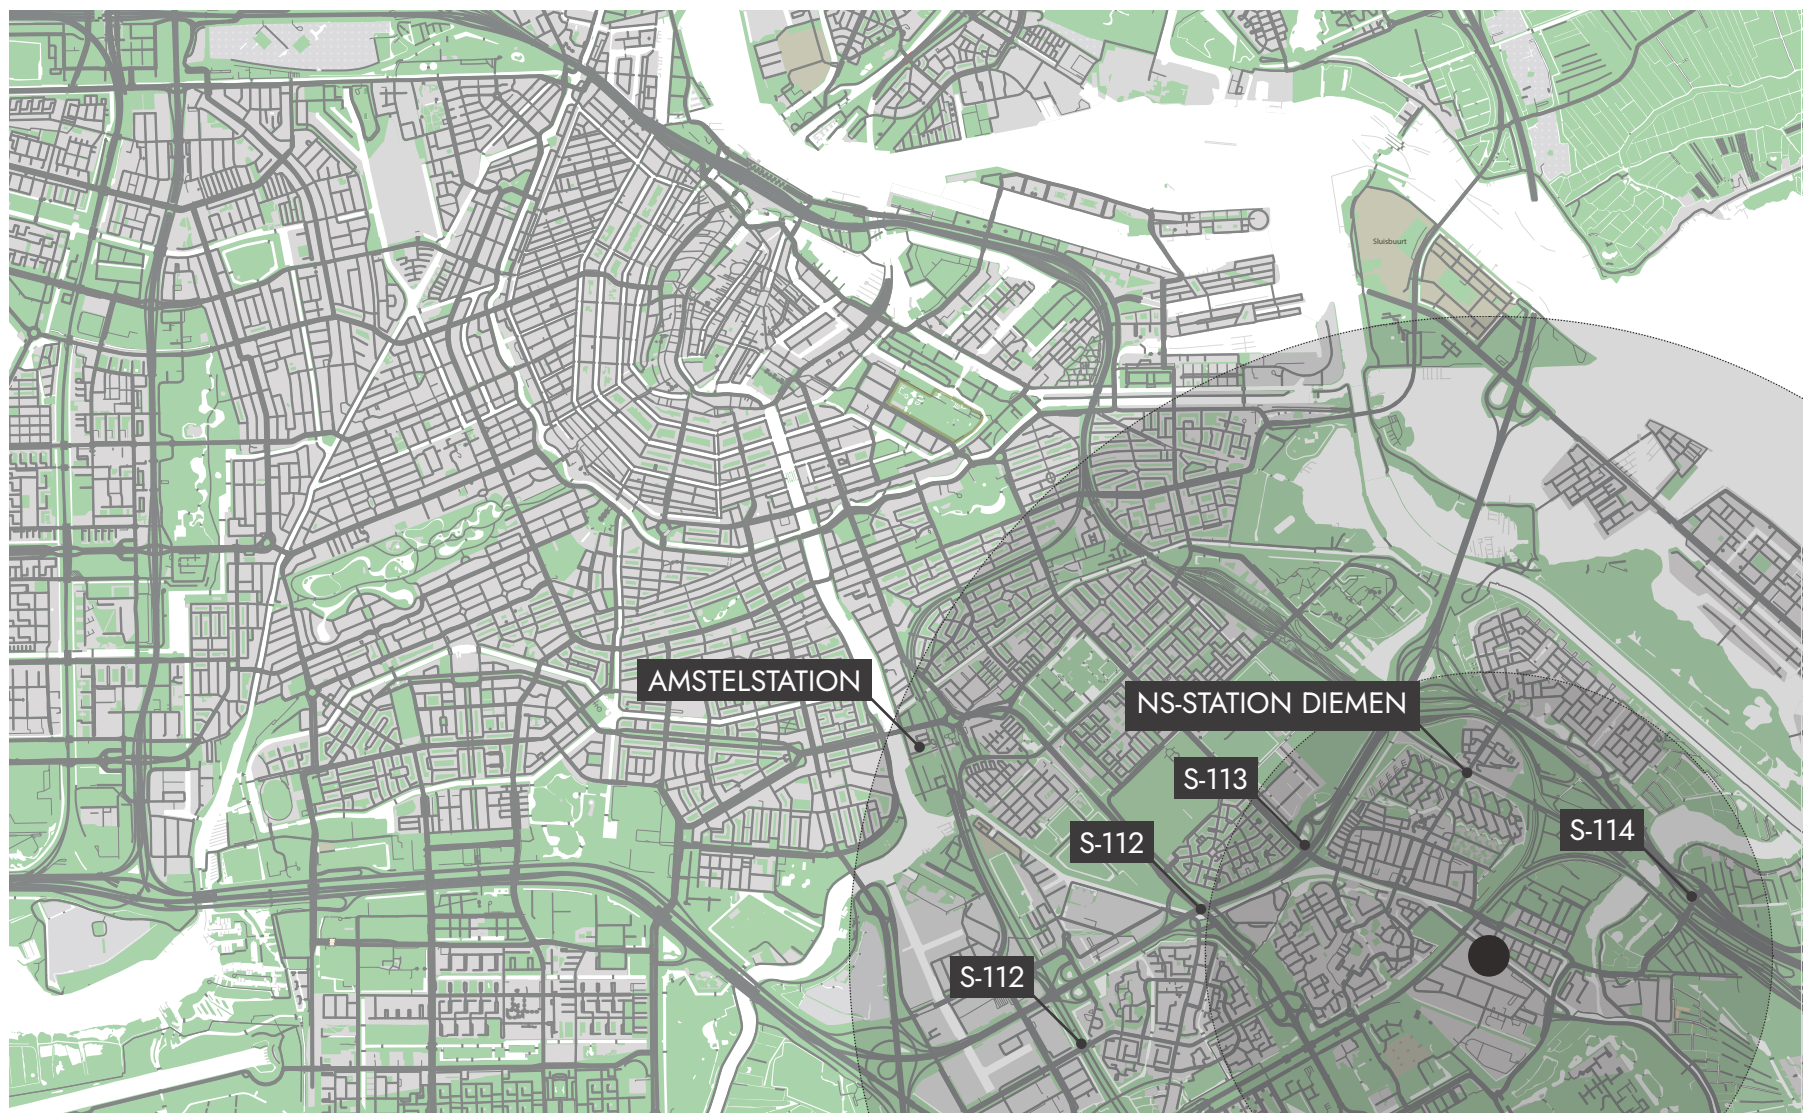 Sluisbuurt
AMSTELSTATION
NS-STATION DIEMEN
S-113
S-114
S-112
S-112